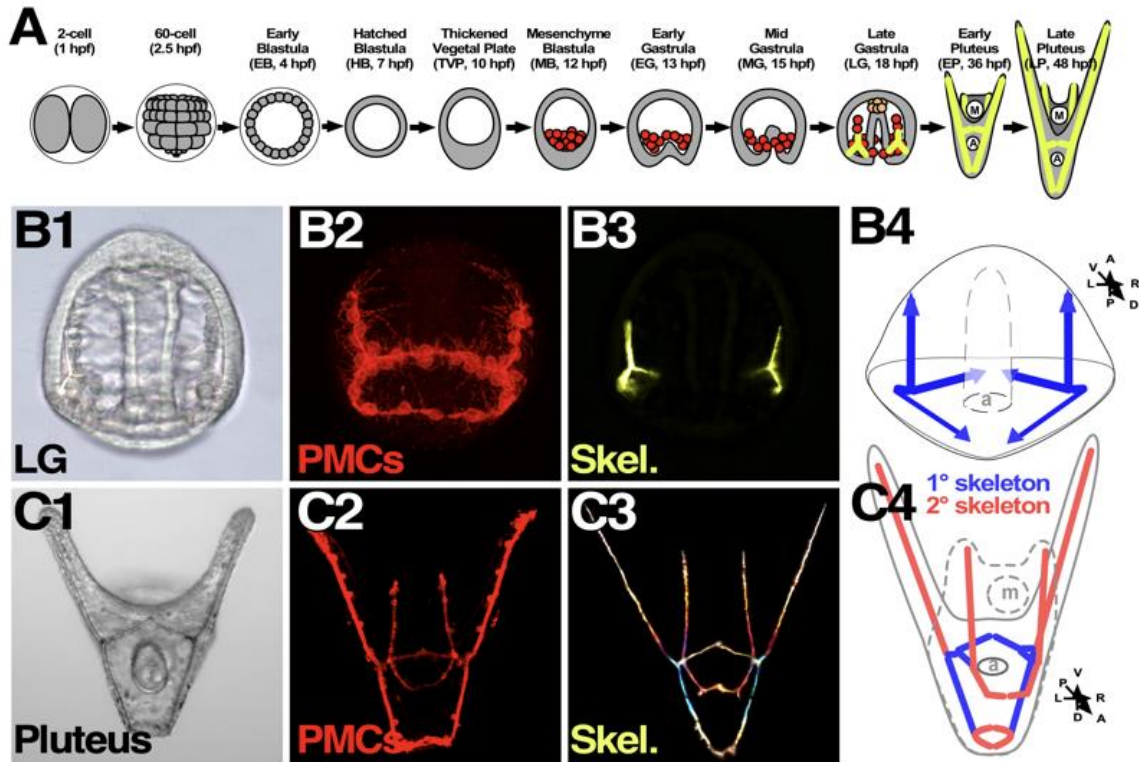 A
2-cell
(1 hpf)
60-cell
(2.5 hpf)
Early
Blastula
(EB, 4 hpf)
Hatched
Blastula
(HB, 7 hpf)
Thickened
Vegetal Plate
(TVP, 10 hpf)
Mesenchyme
Blastula
(MB, 12 hpf)
Early
Gastrula
(EG, 13 hpf)
Mid
Gastrula
(MG, 15 hpf)
Late
Gastrula
(LG, 18 hpf)
Early
Pluteus
(EP, 36 hpf)
Late
Pluteus
(LP, 48 hpf)
M
A
M
A
B1
LG
B2
PMCs
B3
Skel.
B4
a
A
V
L R
P
D
C1
Pluteus
C2
PMCs
C3
Skel.
C4
1° skeleton
2° skeleton
m
a
V
P
L R
D A